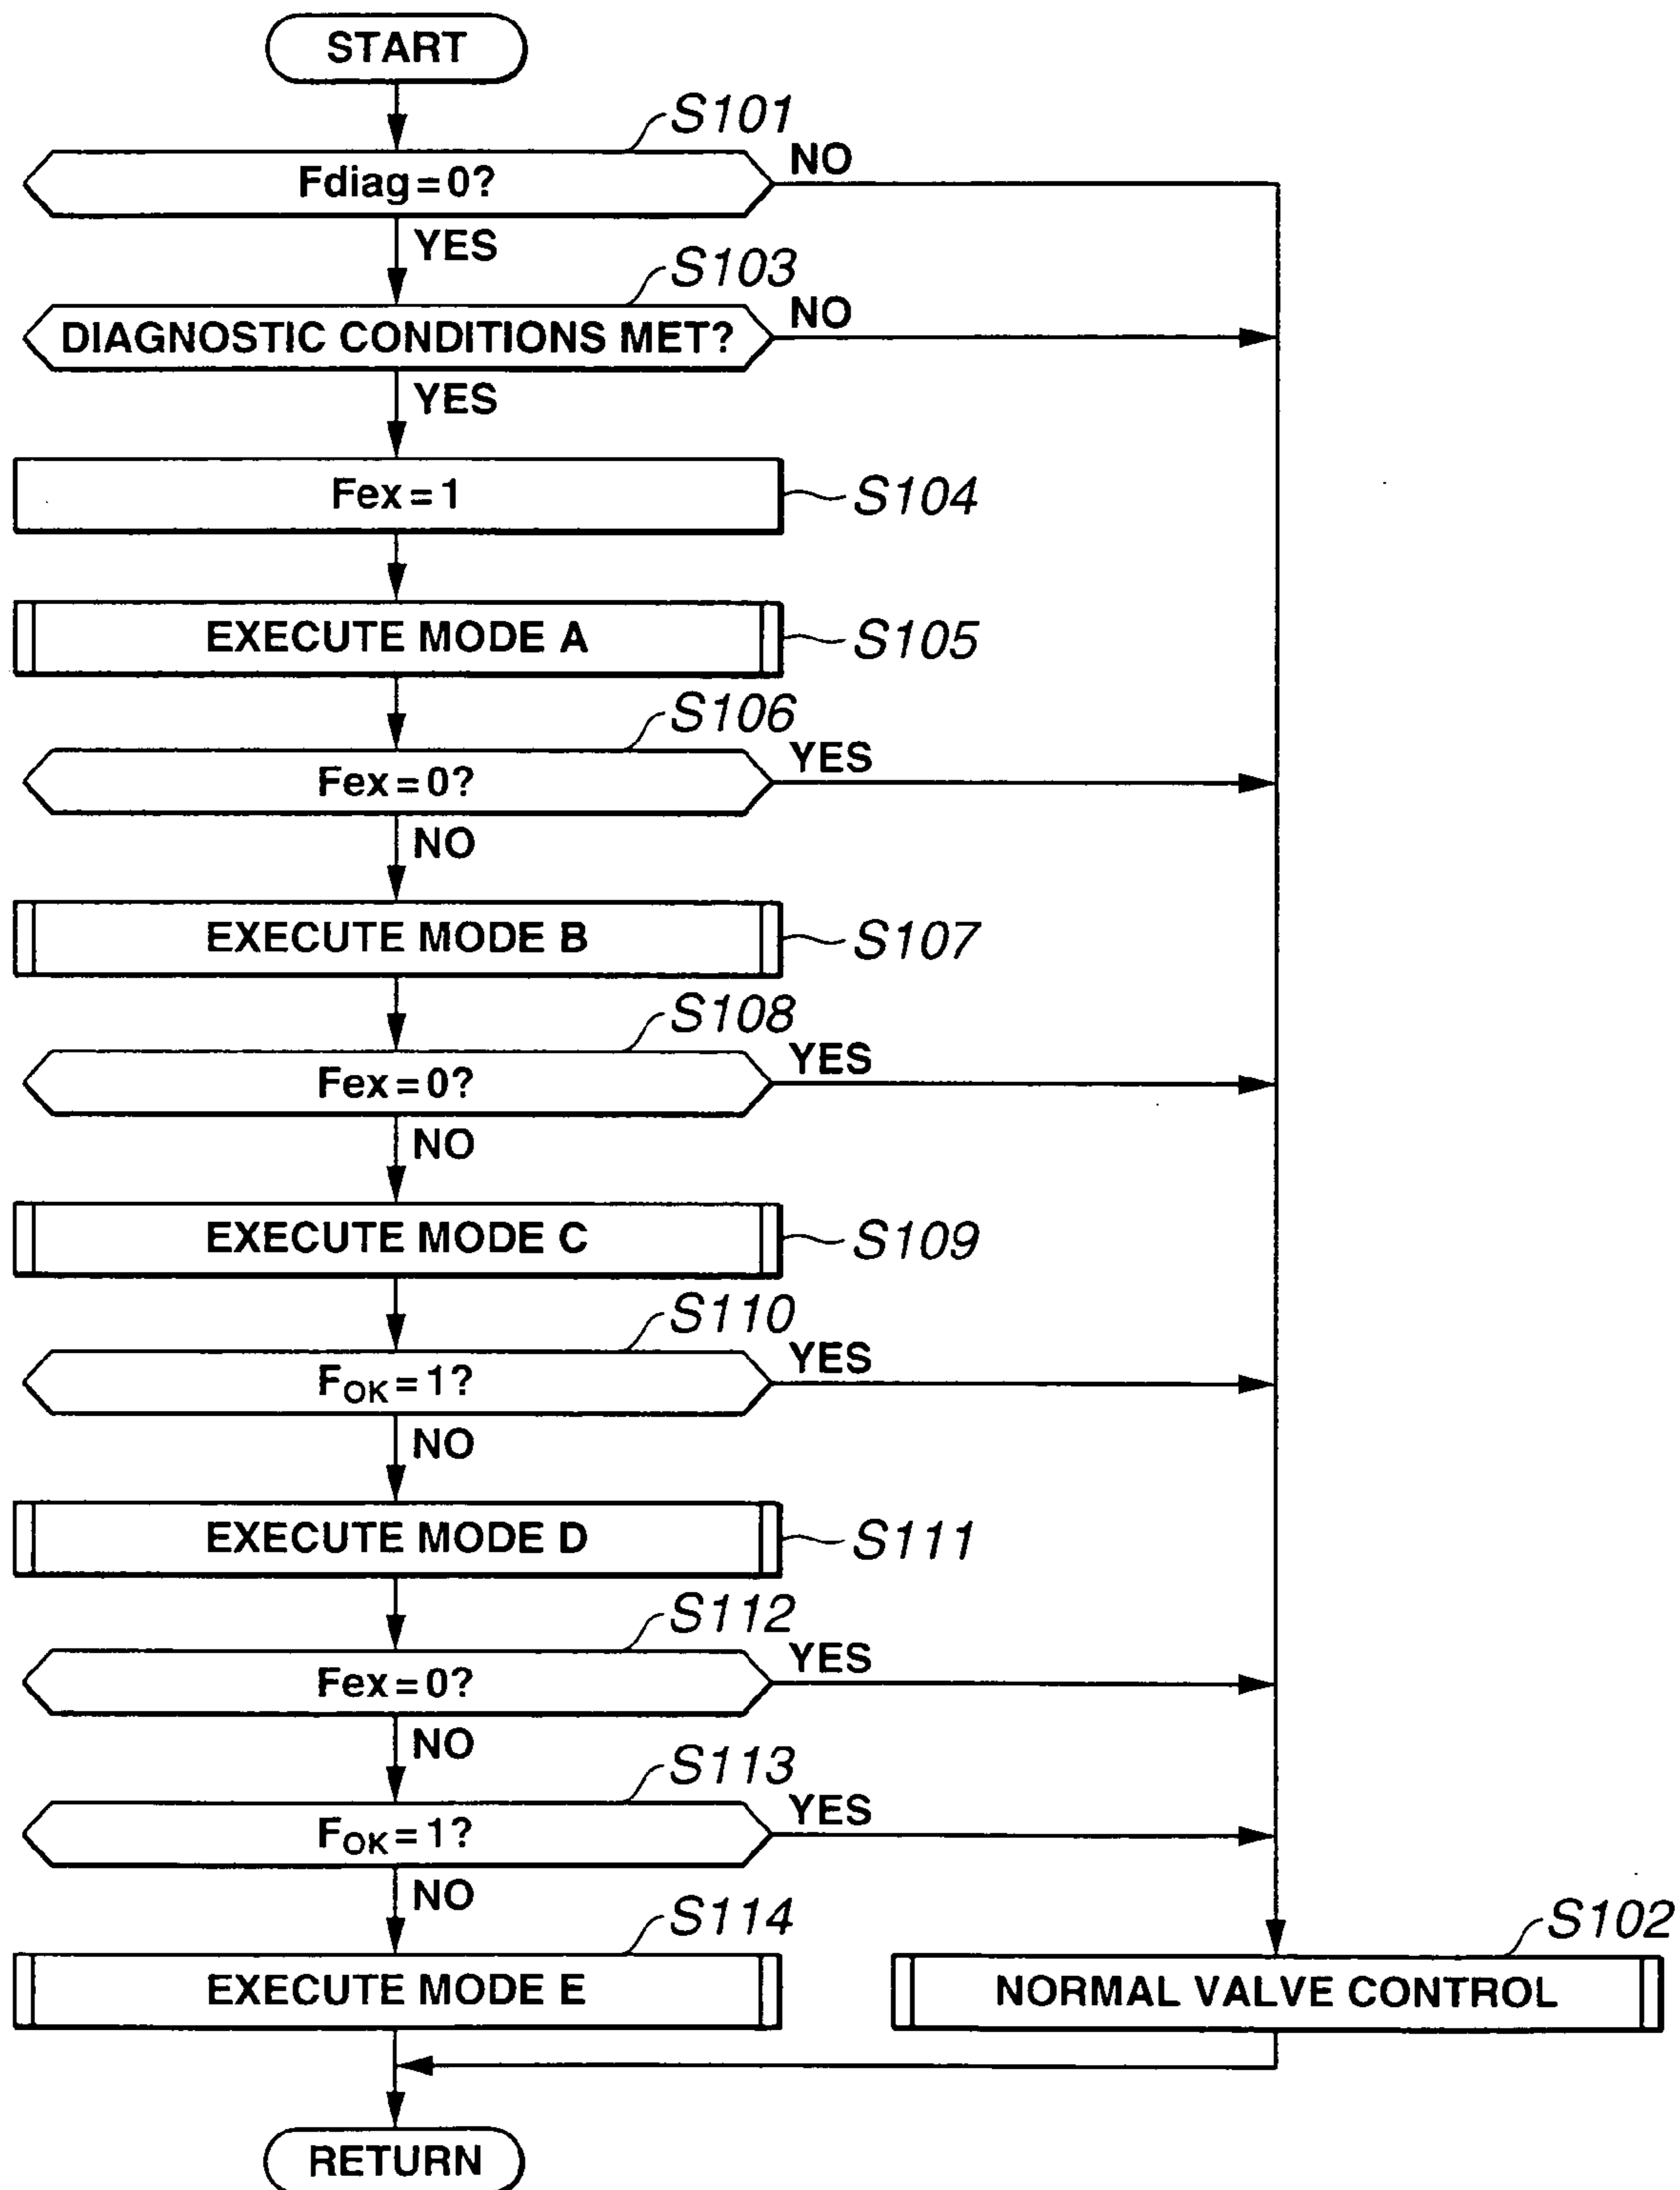 START
S101
Fdiag=0?
NO
YES
S103
DIAGNOSTIC CONDITIONS MET?
NO
YES
Fex=1
S104
EXECUTE MODE A
S105
S106
Fex=0?
YES
NO
EXECUTE MODE B
S107
S108
Fex=0?
YES
NO
EXECUTE MODE C
S109
S110
FOK=1?
YES
NO
EXECUTE MODE D
S111
S112
Fex=0?
YES
NO
S113
FOK=1?
YES
NO
S114
EXECUTE MODE E
S102
NORMAL VALVE CONTROL
RETURN